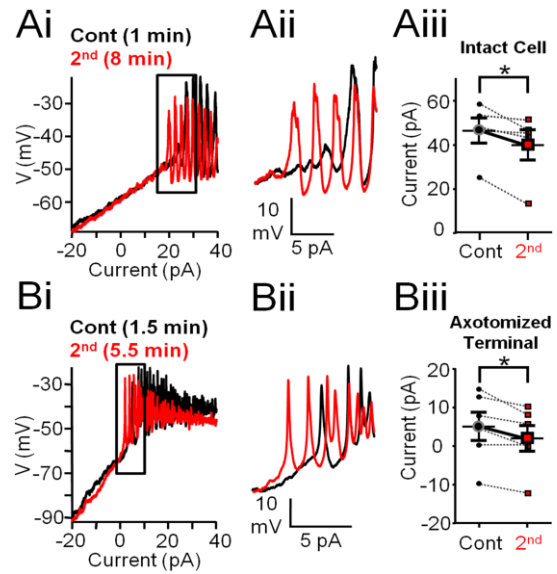 Ai
Cont (1 min)
2nd (8 min)
-30
-40
-50
-60
V (mV)
-20 0 20 40
Current (pA)
Aii
10
mV
5 pA
Aiii
Intact Cell
*
60
40
20
0
Current (pA)
Cont 2nd
Bi
Cont (1.5 min)
2nd (5.5 min)
-30
-50
-70
-90
V (mV)
-20 0 20 40
Current (pA)
Bii
10
mV
5 pA
Biii
Axotomized
Terminal
*
20
10
0
-10
-20
Current (pA)
Cont 2nd